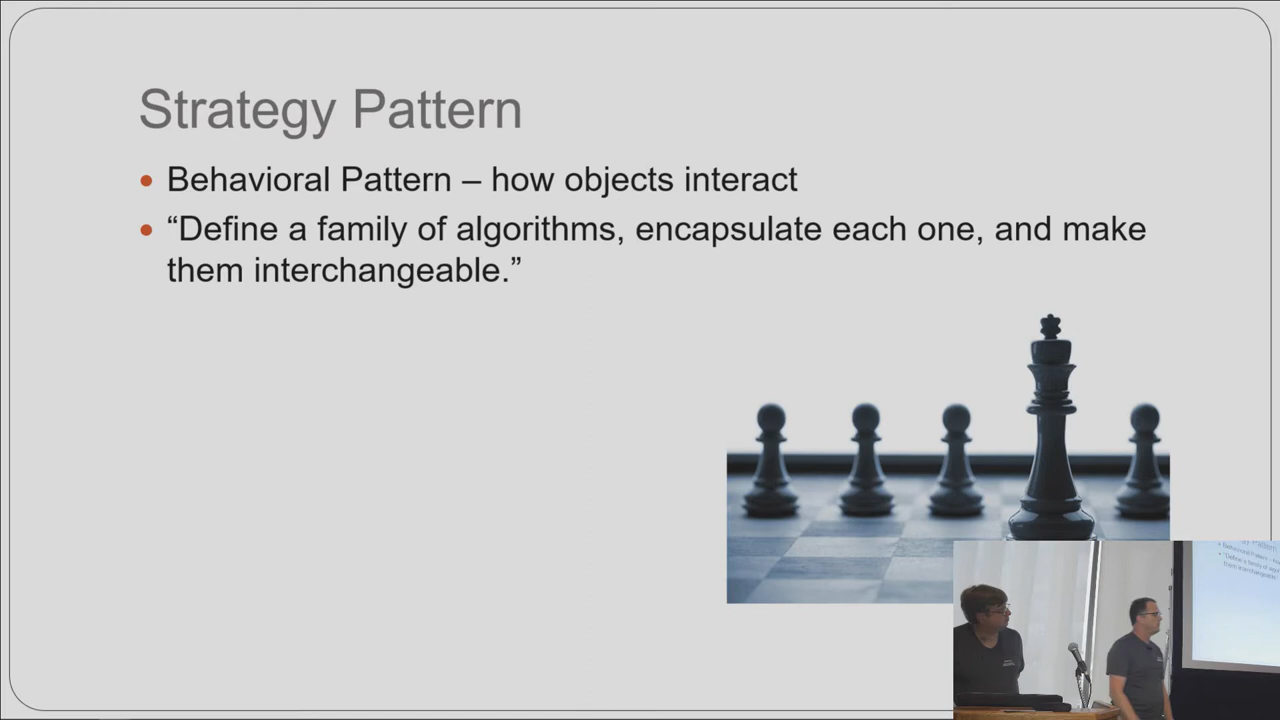 Strategy Pattern
• Behavioral Pattern – how objects interact
• “Define a family of algorithms, encapsulate each one, and make
them interchangeable.”